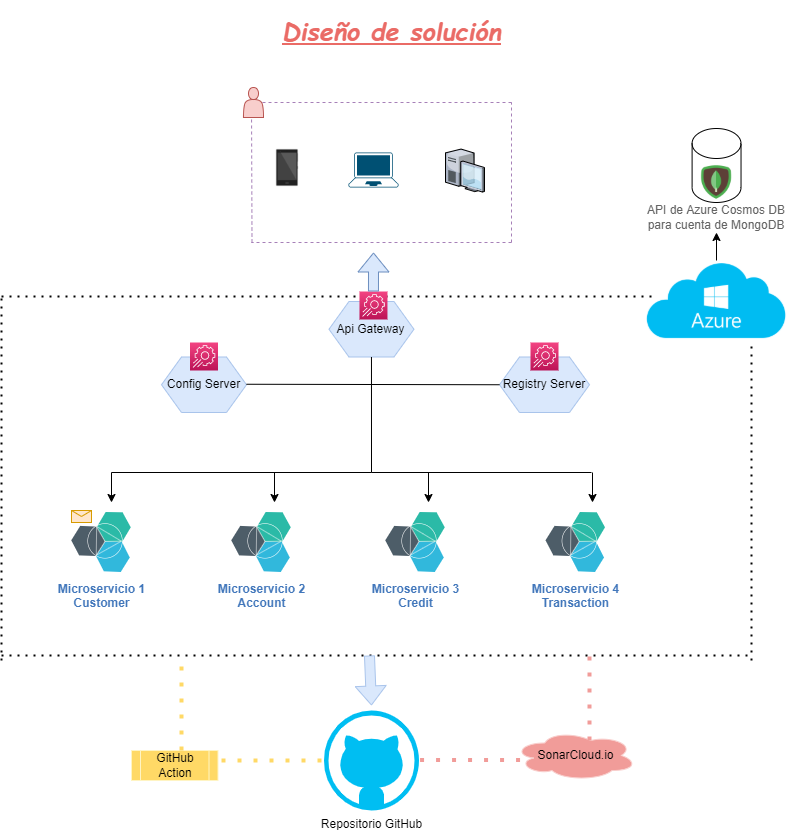 Diseño de solución
API de Azure Cosmos DB
para cuenta de MongoDB
Azure
Api Gateway
Config Server
Registry Server
Microservicio 1
Customer
Microservicio 2
Account
Microservicio 3
Credit
Microservicio 4
Transaction
GitHub
Action
SonarCloud.io
Repositorio GitHub